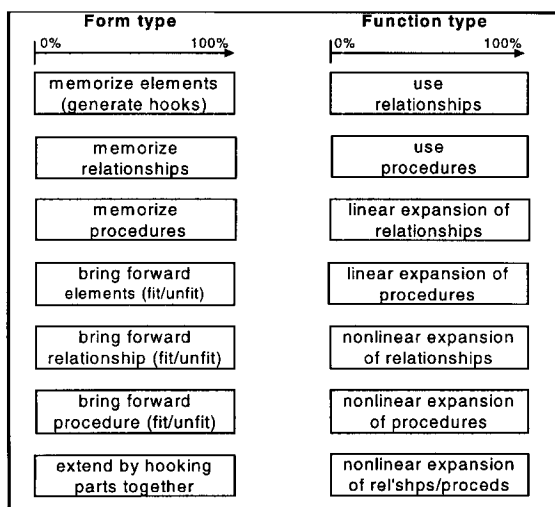 Form type
0% 100%
memorize elements
(generate hooks)
memorize
relationships
memorize
procedures
bring forward
elements (fit/unfit)
bring forward
relationship (fit/unfit)
bring forward
procedure (fit/unfit)
extend by hooking
parts together
Function type
0% 100%
use
relationships
use
procedures
linear expansion of
relationships
linear expansion of
procedures
nonlinear expansion
of relationships
nonlinear expansion
of procedures
nonlinear expansion
of rel'shps/proceds